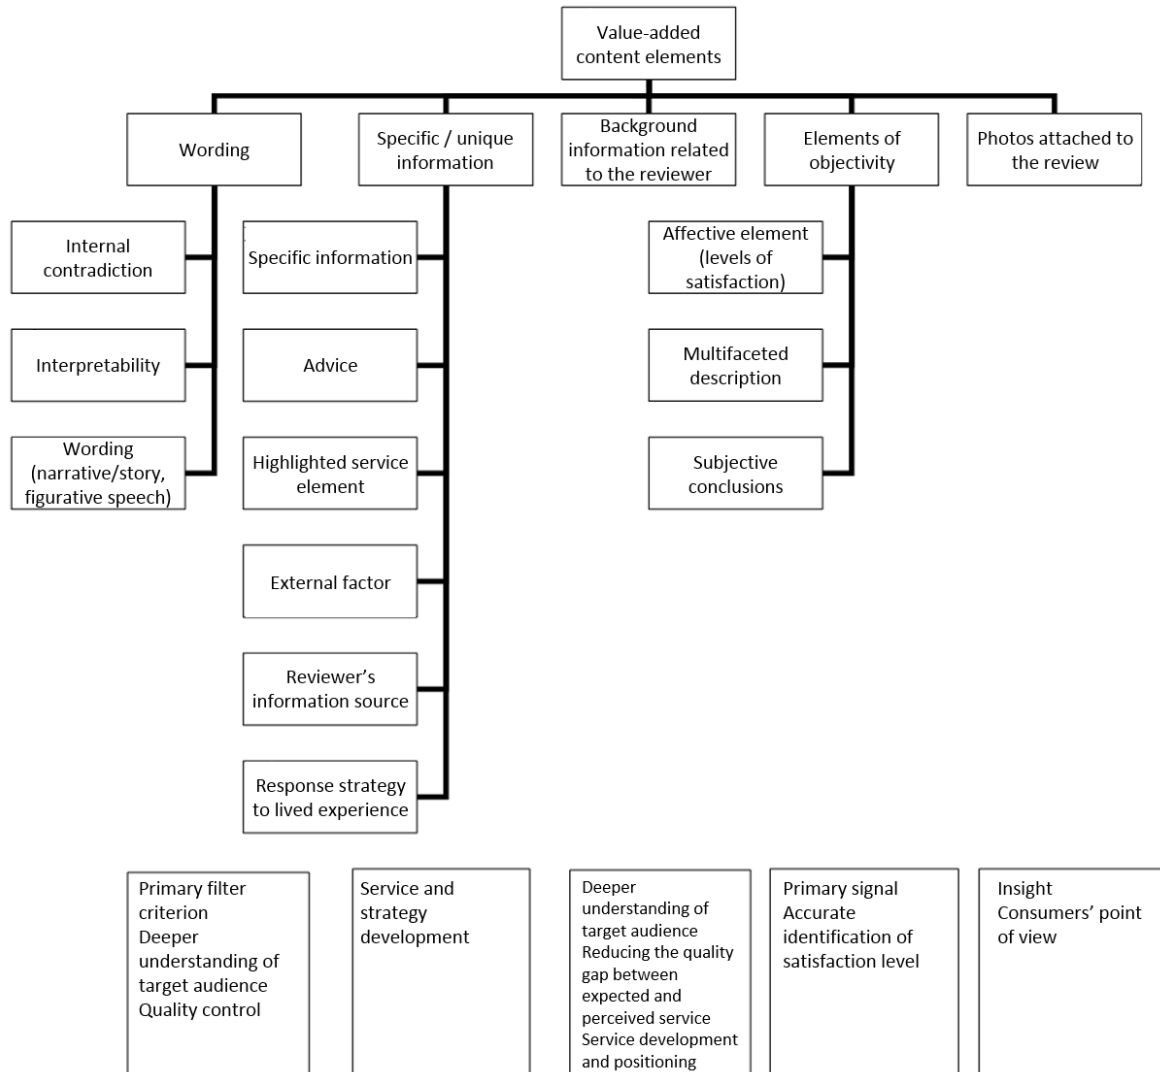 Value-added
content elements
Wording
Specific / unique
information
Background
information related
to the reviewer
Elements of
objectivity
Photos attached to
the review
Internal
contradiction
Interpretability
Wording
(narrative/story,
figurative speech)
Specific information
Advice
Highlighted service
element
External factor
Reviewer’s
information source
Response strategy
to lived experience
Affective element
(levels of
satisfaction)
Multifaceted
description
Subjective
conclusions
Primary filter
criterion
Deeper
understanding of
target audience
Quality control
Service and
strategy
development
Deeper
understanding of
target audience
Reducing the quality
gap between
expected and
perceived service
Service development
and positioning
Primary signal
Accurate
identification of
satisfaction level
Insight
Consumers’ point
of view